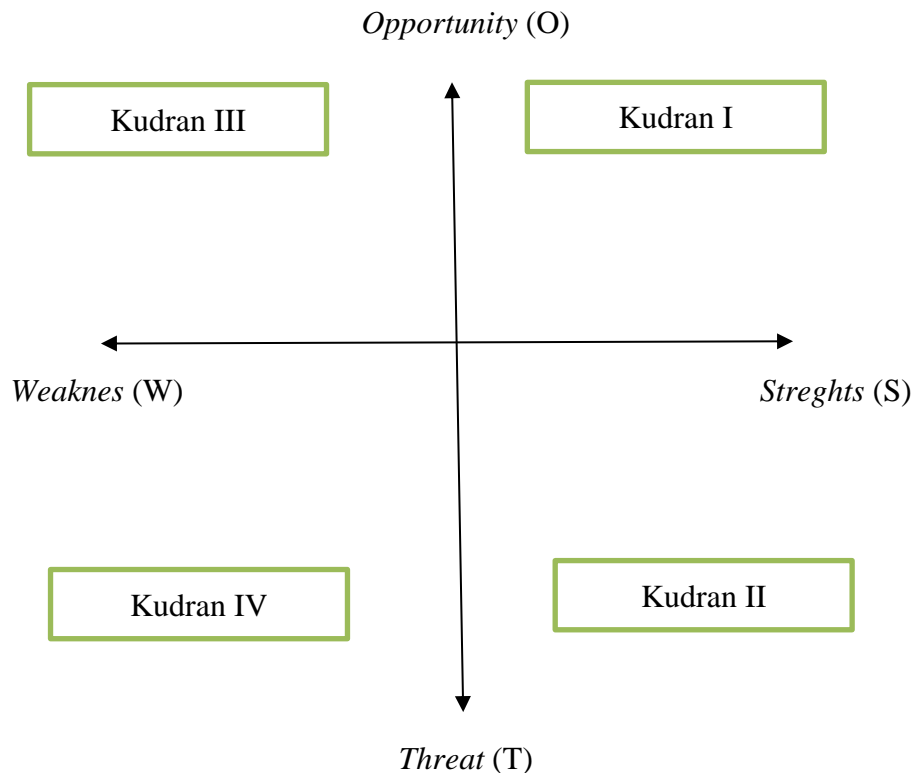 Opportunity (O)
Kudran III
Kudran I
Weaknes (W)
Streghts (S)
Kudran IV
Kudran II
Threat (T)